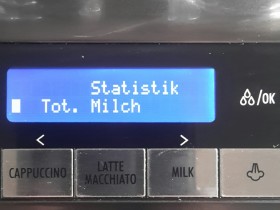 Statistik
Tot. Milch
/OK
< >
CAPPUCCINO LATTE MACCHIATO MILK